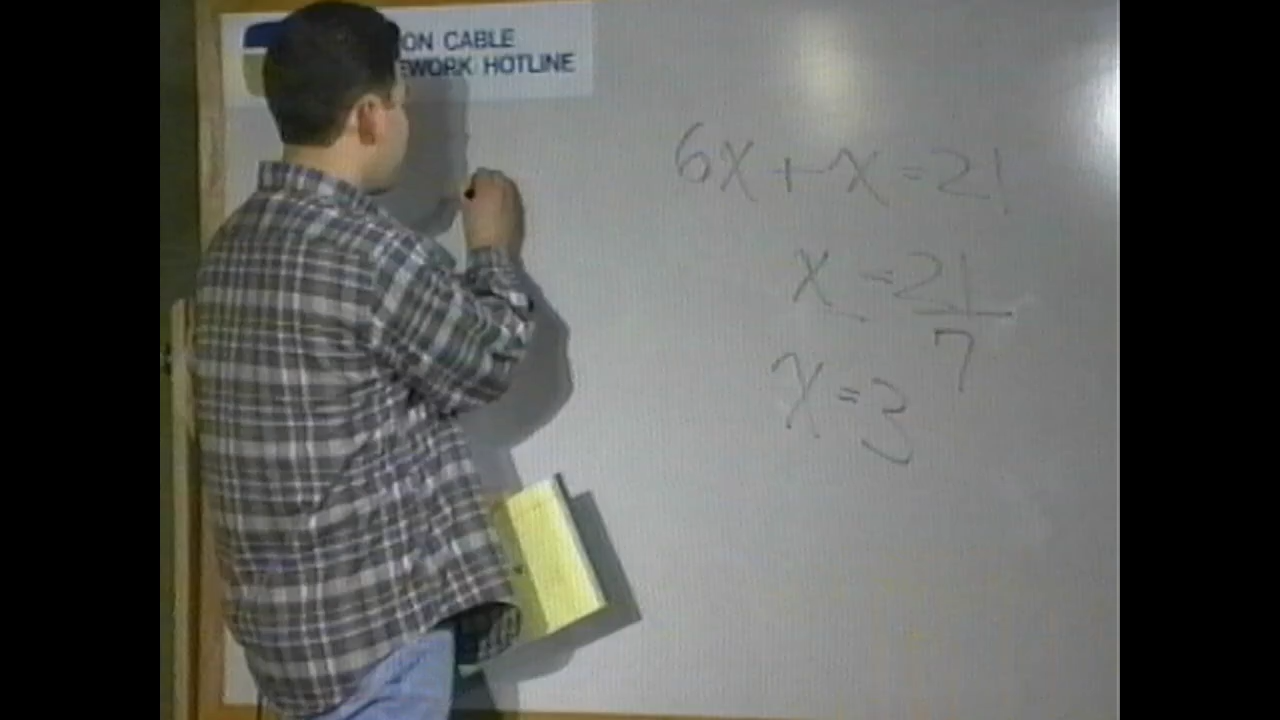 ON CABLE
EWORK HOTLINE
6x + x = 21
x = 21
7
x = 3